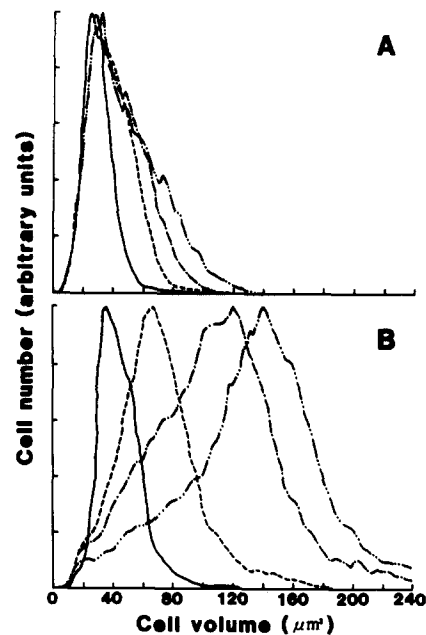 A
B
Cell number (arbitrary units)
0 40 80 120 160 200 240
Cell volume (μm³)